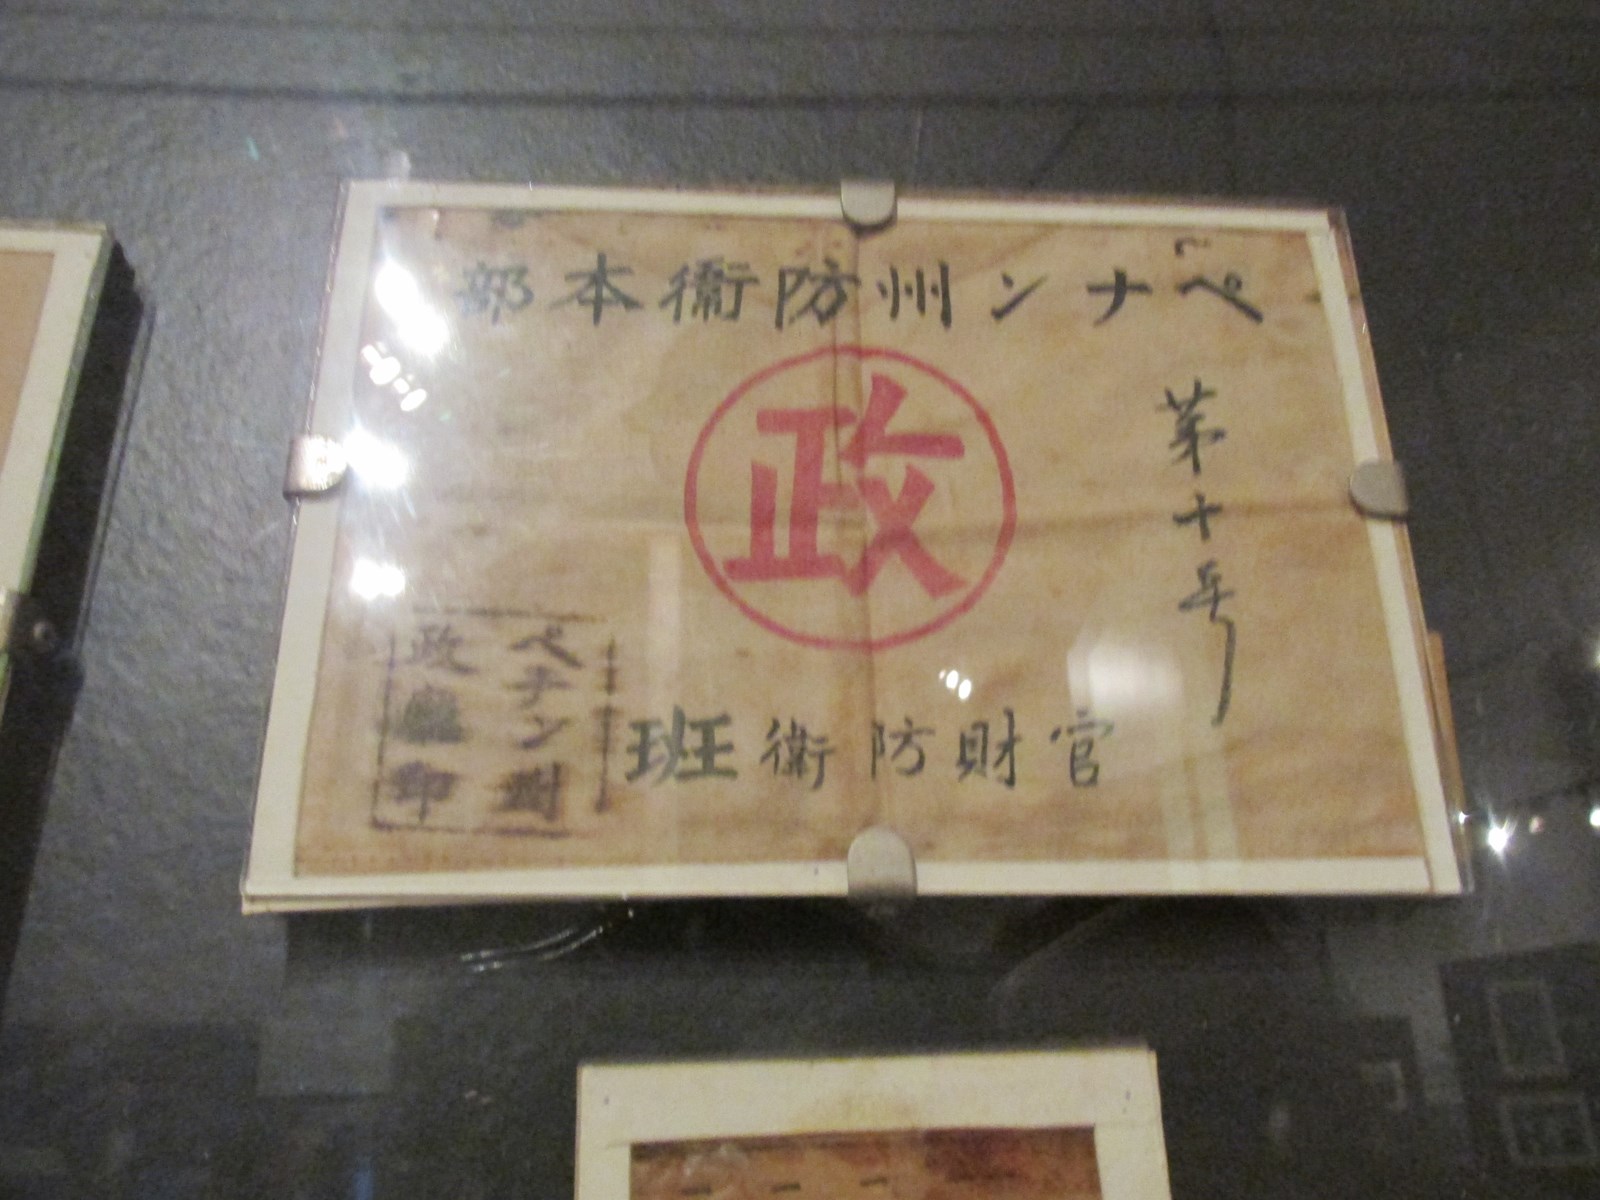 ペナン州防衛本部
政
第十号
官財防衛班
ペナン州
政庁印